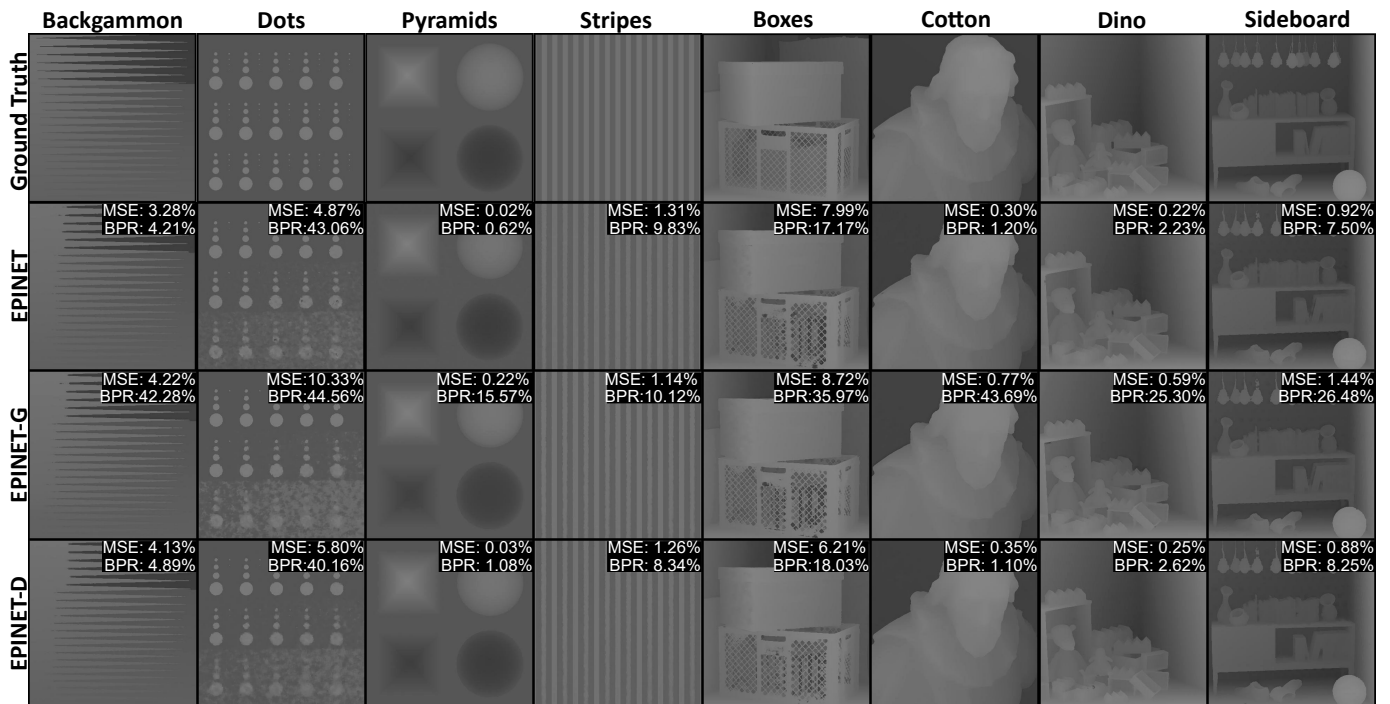 Backgammon Dots Pyramids Stripes Boxes Cotton Dino Sideboard
Ground Truth
EPINET
MSE: 3.28% MSE: 4.87% MSE: 0.02% MSE: 1.31% MSE: 7.99% MSE: 0.30% MSE: 0.22% MSE: 0.92%
BPR: 4.21% BPR:43.06% BPR: 0.62% BPR: 9.83% BPR:17.17% BPR: 1.20% BPR: 2.23% BPR: 7.50%
EPINET-G
MSE: 4.22% MSE:10.33% MSE: 0.22% MSE: 1.14% MSE: 8.72% MSE: 0.77% MSE: 0.59% MSE: 1.44%
BPR:42.28% BPR:44.56% BPR:15.57% BPR:10.12% BPR:35.97% BPR:43.69% BPR:25.30% BPR:26.48%
EPINET-D
MSE: 4.13% MSE: 5.80% MSE: 0.03% MSE: 1.26% MSE: 6.21% MSE: 0.35% MSE: 0.25% MSE: 0.88%
BPR: 4.89% BPR:40.16% BPR: 1.08% BPR: 8.34% BPR:18.03% BPR: 1.10% BPR: 2.62% BPR: 8.25%